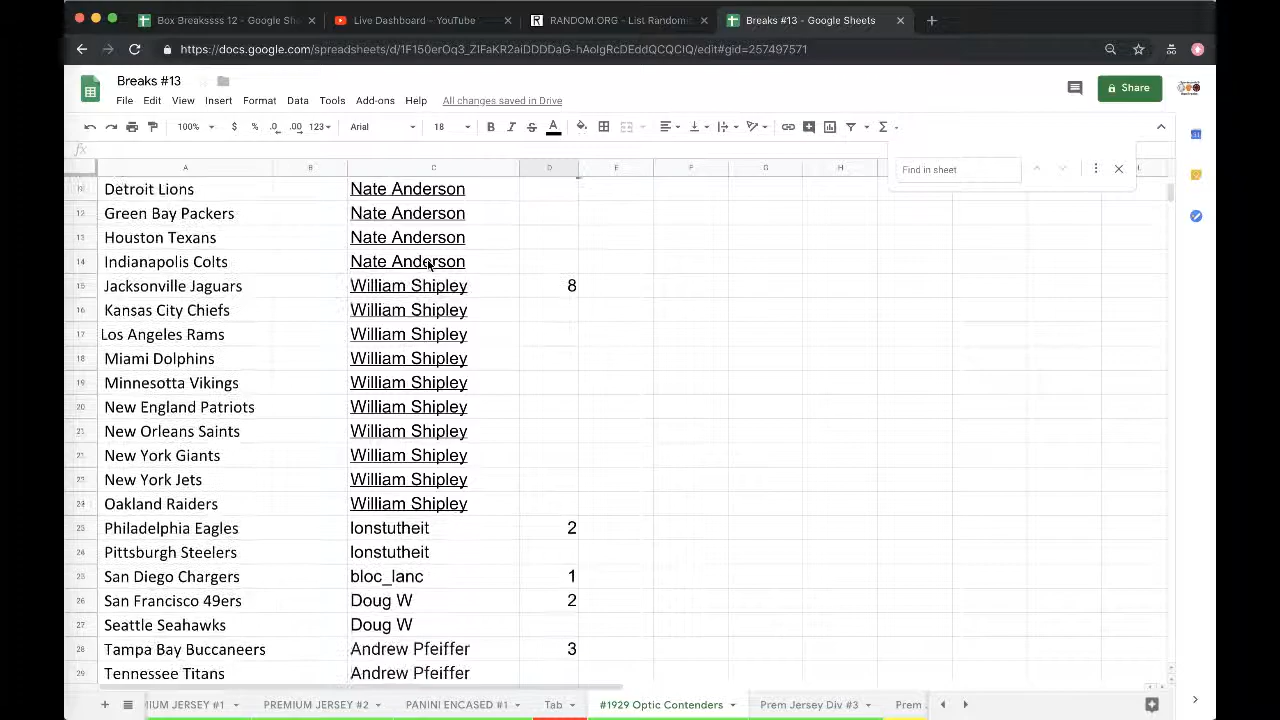 Box Breakssss 12 - Google She
Live Dashboard - YouTube
RANDOM.ORG - List Randomi
Breaks #13 - Google Sheets
https://docs.google.com/spreadsheets/d/1F150erOq3_ZIFaKR2aiDDDDaG-hAolgRcDEddQCQCIQ/edit#gid=257497571
Breaks #13
File Edit View Insert Format Data Tools Add-ons Help All changes saved in Drive
Share
100% $ % .0 .00 123 Arial 18 B I S A
fx
Find in sheet
A B C D E F G H
Detroit Lions Nate Anderson
12 Green Bay Packers Nate Anderson
13 Houston Texans Nate Anderson
14 Indianapolis Colts Nate Anderson
15 Jacksonville Jaguars William Shipley 8
16 Kansas City Chiefs William Shipley
17 Los Angeles Rams William Shipley
18 Miami Dolphins William Shipley
19 Minnesotta Vikings William Shipley
20 New England Patriots William Shipley
21 New Orleans Saints William Shipley
New York Giants William Shipley
New York Jets William Shipley
Oakland Raiders William Shipley
Philadelphia Eagles lonstutheit 2
Pittsburgh Steelers lonstutheit
San Diego Chargers bloc_lanc 1
26 San Francisco 49ers Doug W 2
27 Seattle Seahawks Doug W
28 Tampa Bay Buccaneers Andrew Pfeiffer 3
29 Tennessee Titans Andrew Pfeiffer
IUM JERSEY #1 PREMIUM JERSEY #2 PANINI ENCASED #1 Tab #1929 Optic Contenders Prem Jersey Div #3 Prem